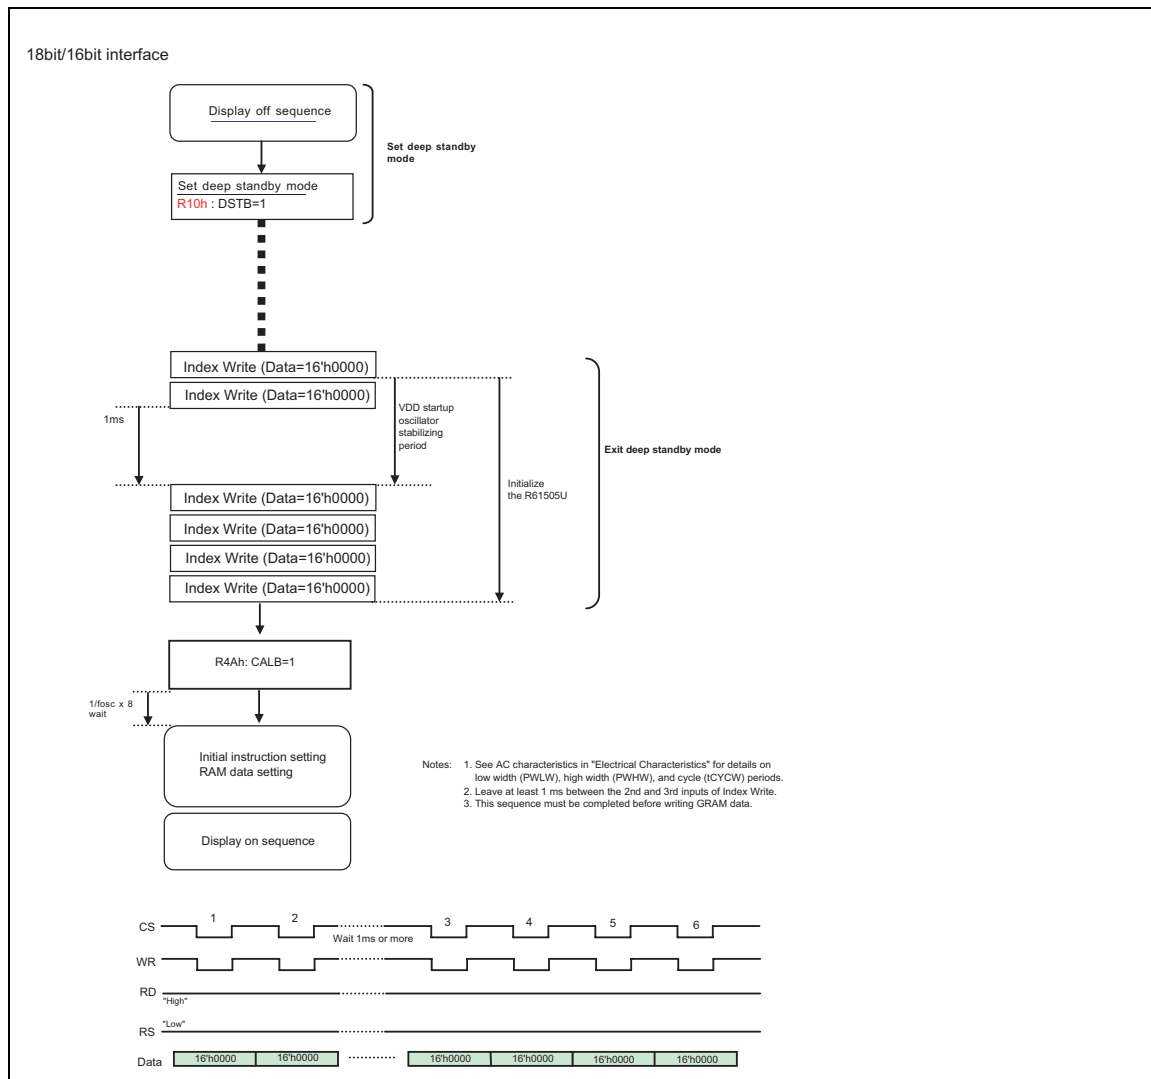 18bit/16bit interface
Display off sequence
Set deep standby
mode
Set deep standby mode
R10h : DSTB=1
Index Write (Data=16'h0000)
Index Write (Data=16'h0000)
1ms
VDD startup
oscillator
stabilizing
period
Exit deep standby mode
Initialize
the R61505U
Index Write (Data=16'h0000)
Index Write (Data=16'h0000)
Index Write (Data=16'h0000)
Index Write (Data=16'h0000)
R4Ah: CALB=1
1/fosc x 8
wait
Initial instruction setting
RAM data setting
Notes: 1. See AC characteristics in "Electrical Characteristics" for details on
low width (PWLW), high width (PWHW), and cycle (tCYCW) periods.
2. Leave at least 1 ms between the 2nd and 3rd inputs of Index Write.
3. This sequence must be completed before writing GRAM data.
Display on sequence
CS 1 2 3 4 5 6
Wait 1ms or more
WR
RD
"High"
RS "Low"
Data 16'h0000 16'h0000 16'h0000 16'h0000 16'h0000 16'h0000